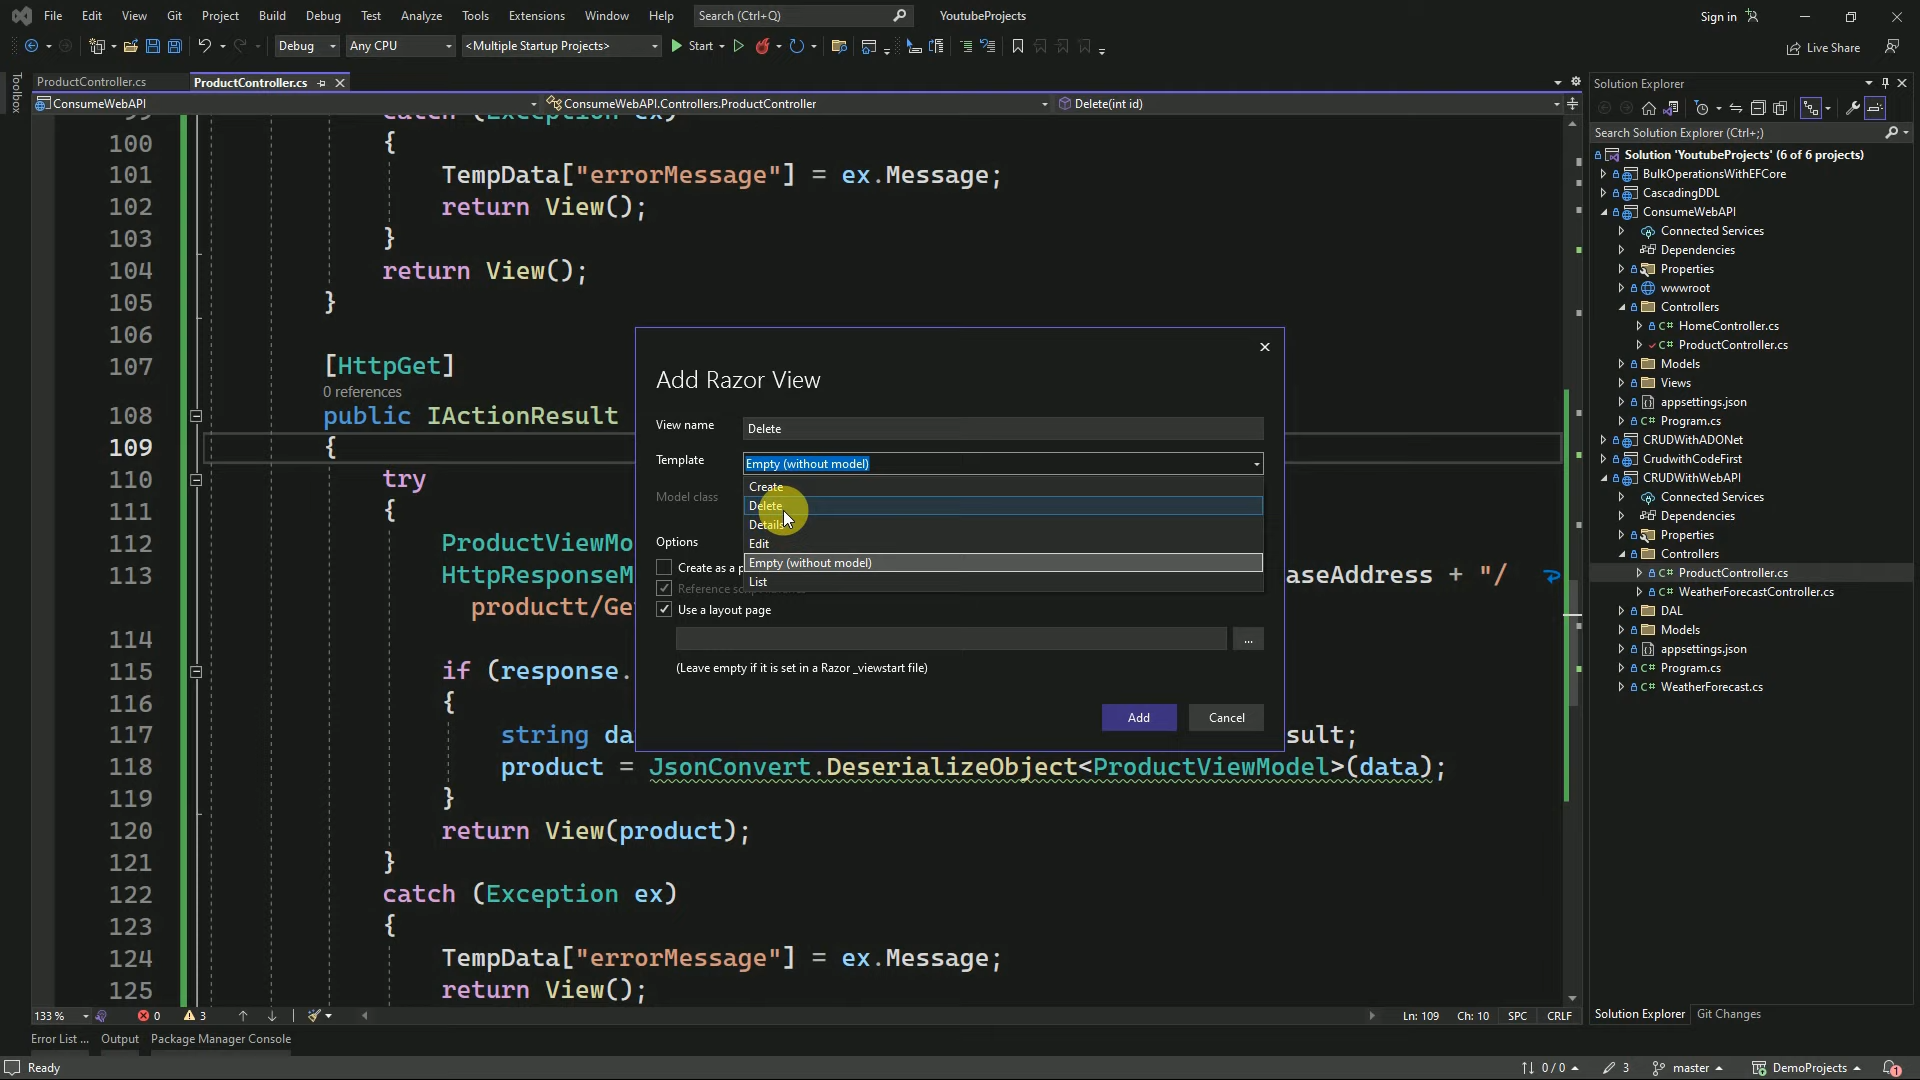 File Edit View Git Project Build Debug Test Analyze Tools Extensions Window Help Search (Ctrl+Q) YoutubeProjects Sign in
Debug Any CPU <Multiple Startup Projects> Start Live Share
Toolbox
ProductController.cs ProductController.cs
ConsumeWebAPI ConsumeWebAPI.Controllers.ProductController Delete(int id)
99 catch (Exception ex)
100 {
101 TempData["errorMessage"] = ex.Message;
102 return View();
103 }
104 return View();
105 }
106
107 [HttpGet]
0 references
108 public IActionResult
109 {
110 try
111 {
112 ProductViewMo
113 HttpResponseM aseAddress + "/
productt/Ge
114
115 if (response.
116 {
117 string da sult;
118 product = JsonConvert.DeserializeObject<ProductViewModel>(data);
119 }
120 return View(product);
121 }
122 catch (Exception ex)
123 {
124 TempData["errorMessage"] = ex.Message;
125 return View();
Add Razor View
View name Delete
Template Empty (without model)
Model class
Create
Delete
Details
Edit
Empty (without model)
List
Options
Create as a p
Reference
Use a layout page
...
(Leave empty if it is set in a Razor _viewstart file)
Add Cancel
Solution Explorer
Search Solution Explorer (Ctrl+;)
Solution 'YoutubeProjects' (6 of 6 projects)
BulkOperationsWithEFCore
CascadingDDL
ConsumeWebAPI
Connected Services
Dependencies
Properties
wwwroot
Controllers
C# HomeController.cs
C# ProductController.cs
Models
Views
appsettings.json
C# Program.cs
CRUDWithADONet
CrudwithCodeFirst
CRUDWithWebAPI
Connected Services
Dependencies
Properties
Controllers
C# ProductController.cs
C# WeatherForecastController.cs
DAL
Models
appsettings.json
C# Program.cs
C# WeatherForecast.cs
Solution Explorer Git Changes
133 % 0 3 Ln: 109 Ch: 10 SPC CRLF
Error List ... Output Package Manager Console
Ready 0 / 0 3 master DemoProjects 1